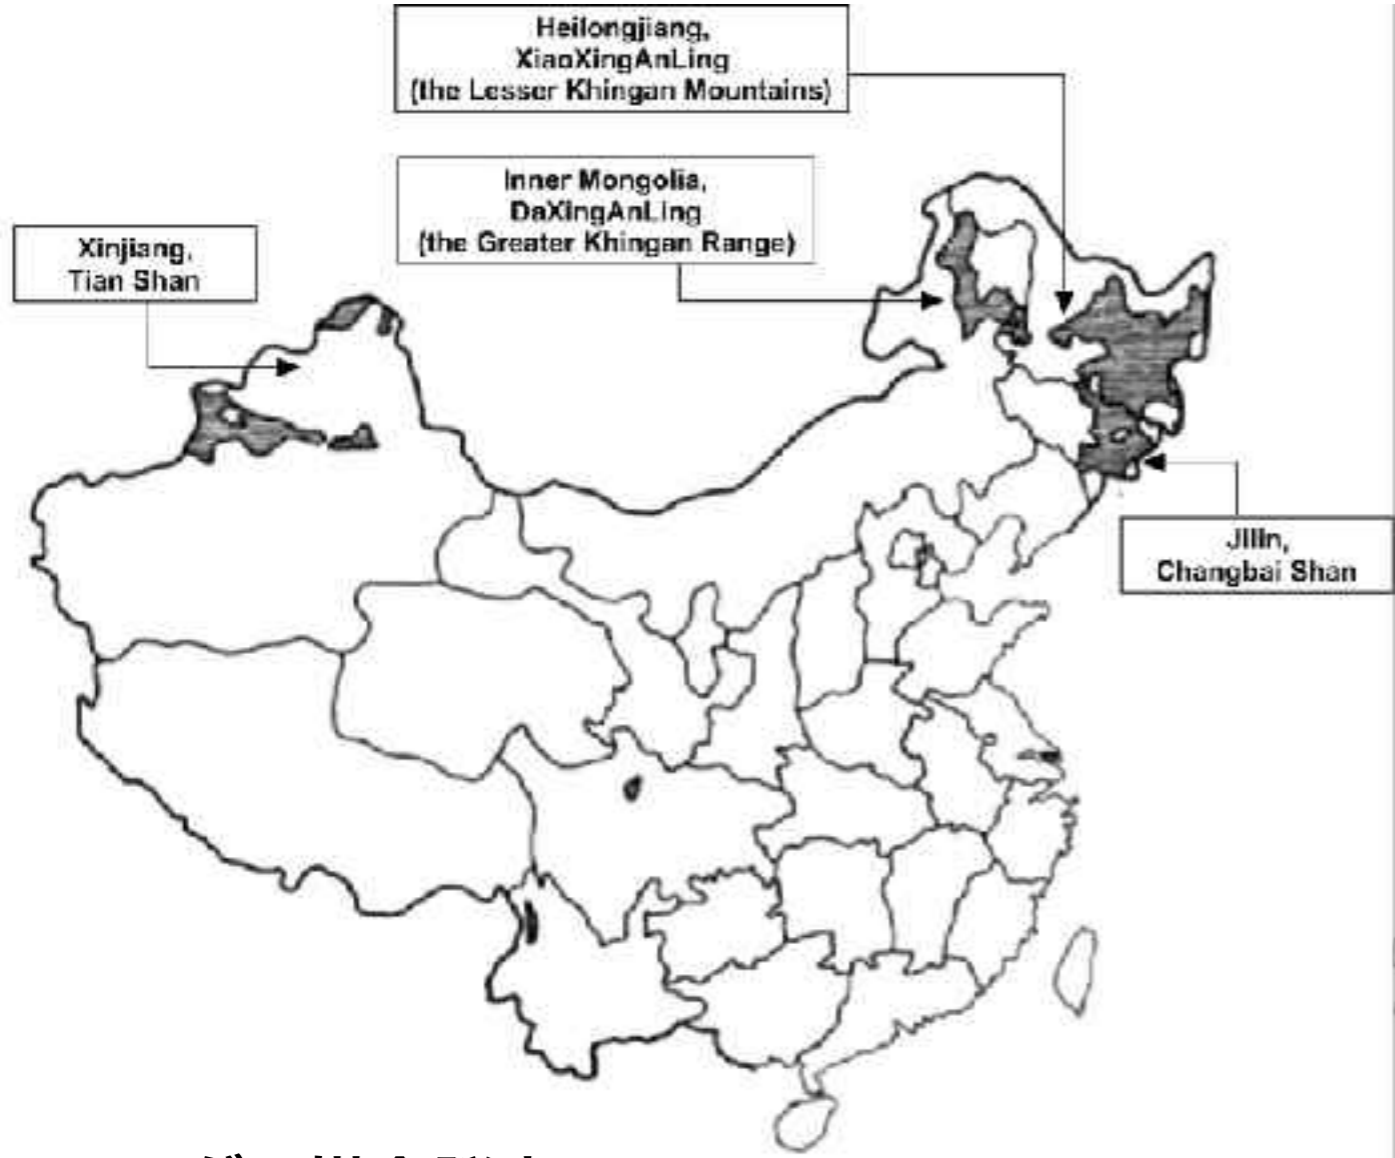 Heilongjiang,
XiaoXingAnLing
(the Lesser Khingan Mountains)
Inner Mongolia,
DaXingAnLing
(the Greater Khingan Range)
Xinjiang,
Tian Shan
Jilin,
Changbai Shan